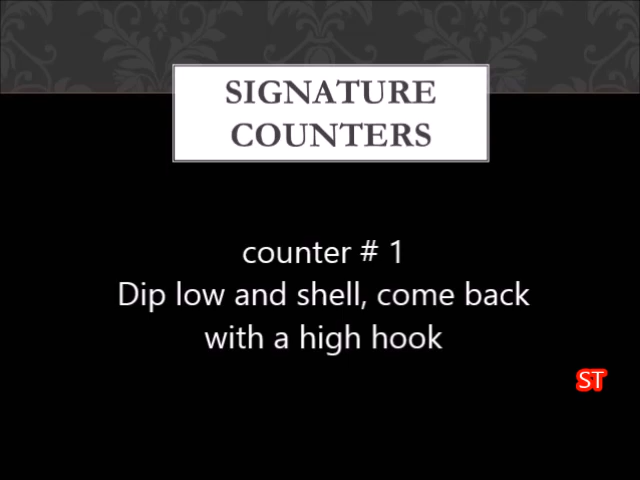 SIGNATURE
COUNTERS
counter # 1
Dip low and shell, come back
with a high hook
ST